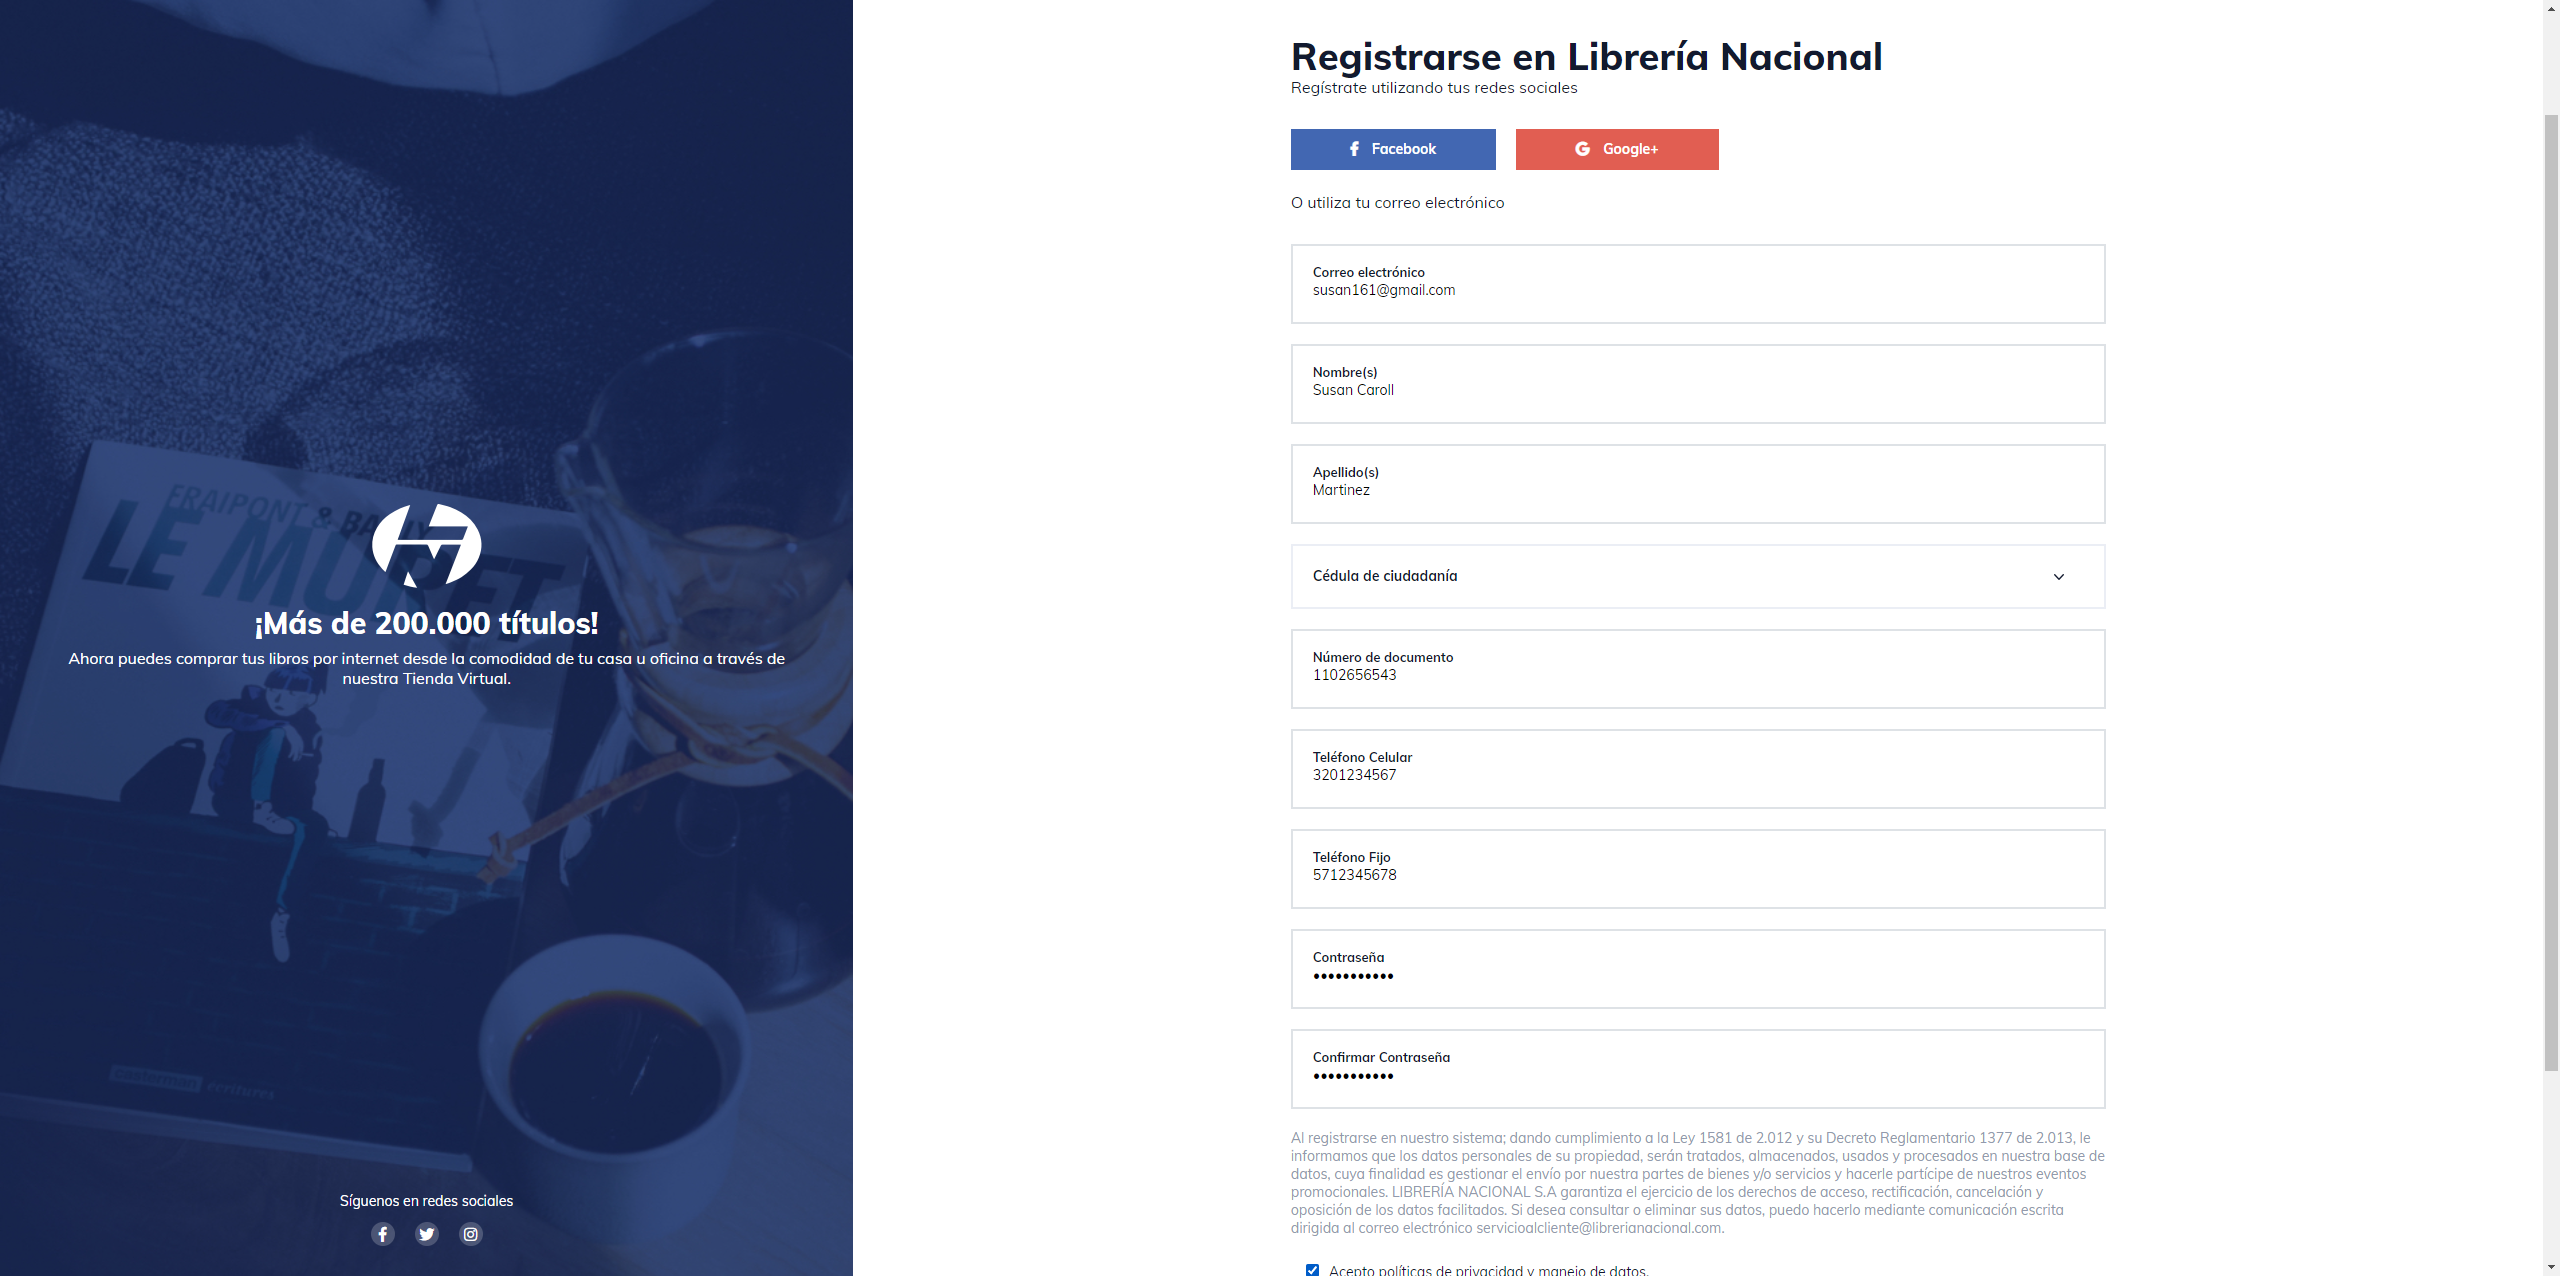 Registrarse en Librería Nacional
Regístrate utilizando tus redes sociales
Facebook
Google+
O utiliza tu correo electrónico
Correo electrónico
susan161@gmail.com
Nombre(s)
Susan Caroll
Apellido(s)
Martinez
Cédula de ciudadanía
Número de documento
1102656543
Teléfono Celular
3201234567
Teléfono Fijo
5712345678
Contraseña
•••••••••••
Confirmar Contraseña
•••••••••••
Al registrarse en nuestro sistema; dando cumplimiento a la Ley 1581 de 2.012 y su Decreto Reglamentario 1377 de 2.013, le
informamos que los datos personales de su propiedad, serán tratados, almacenados, usados y procesados en nuestra base de
datos, cuya finalidad es gestionar el envío por nuestra partes de bienes y/o servicios y hacerle partícipe de nuestros eventos
promocionales. LIBRERÍA NACIONAL S.A garantiza el ejercicio de los derechos de acceso, rectificación, cancelación y
oposición de los datos facilitados. Si desea consultar o eliminar sus datos, puedo hacerlo mediante comunicación escrita
dirigida al correo electrónico servicioalcliente@librerianacional.com.
Acepto políticas de privacidad y manejo de datos.
FRAIPONT & BAILLY
LE MURET
¡Más de 200.000 títulos!
Ahora puedes comprar tus libros por internet desde la comodidad de tu casa u oficina a través de
nuestra Tienda Virtual.
casterman écritures
Síguenos en redes sociales